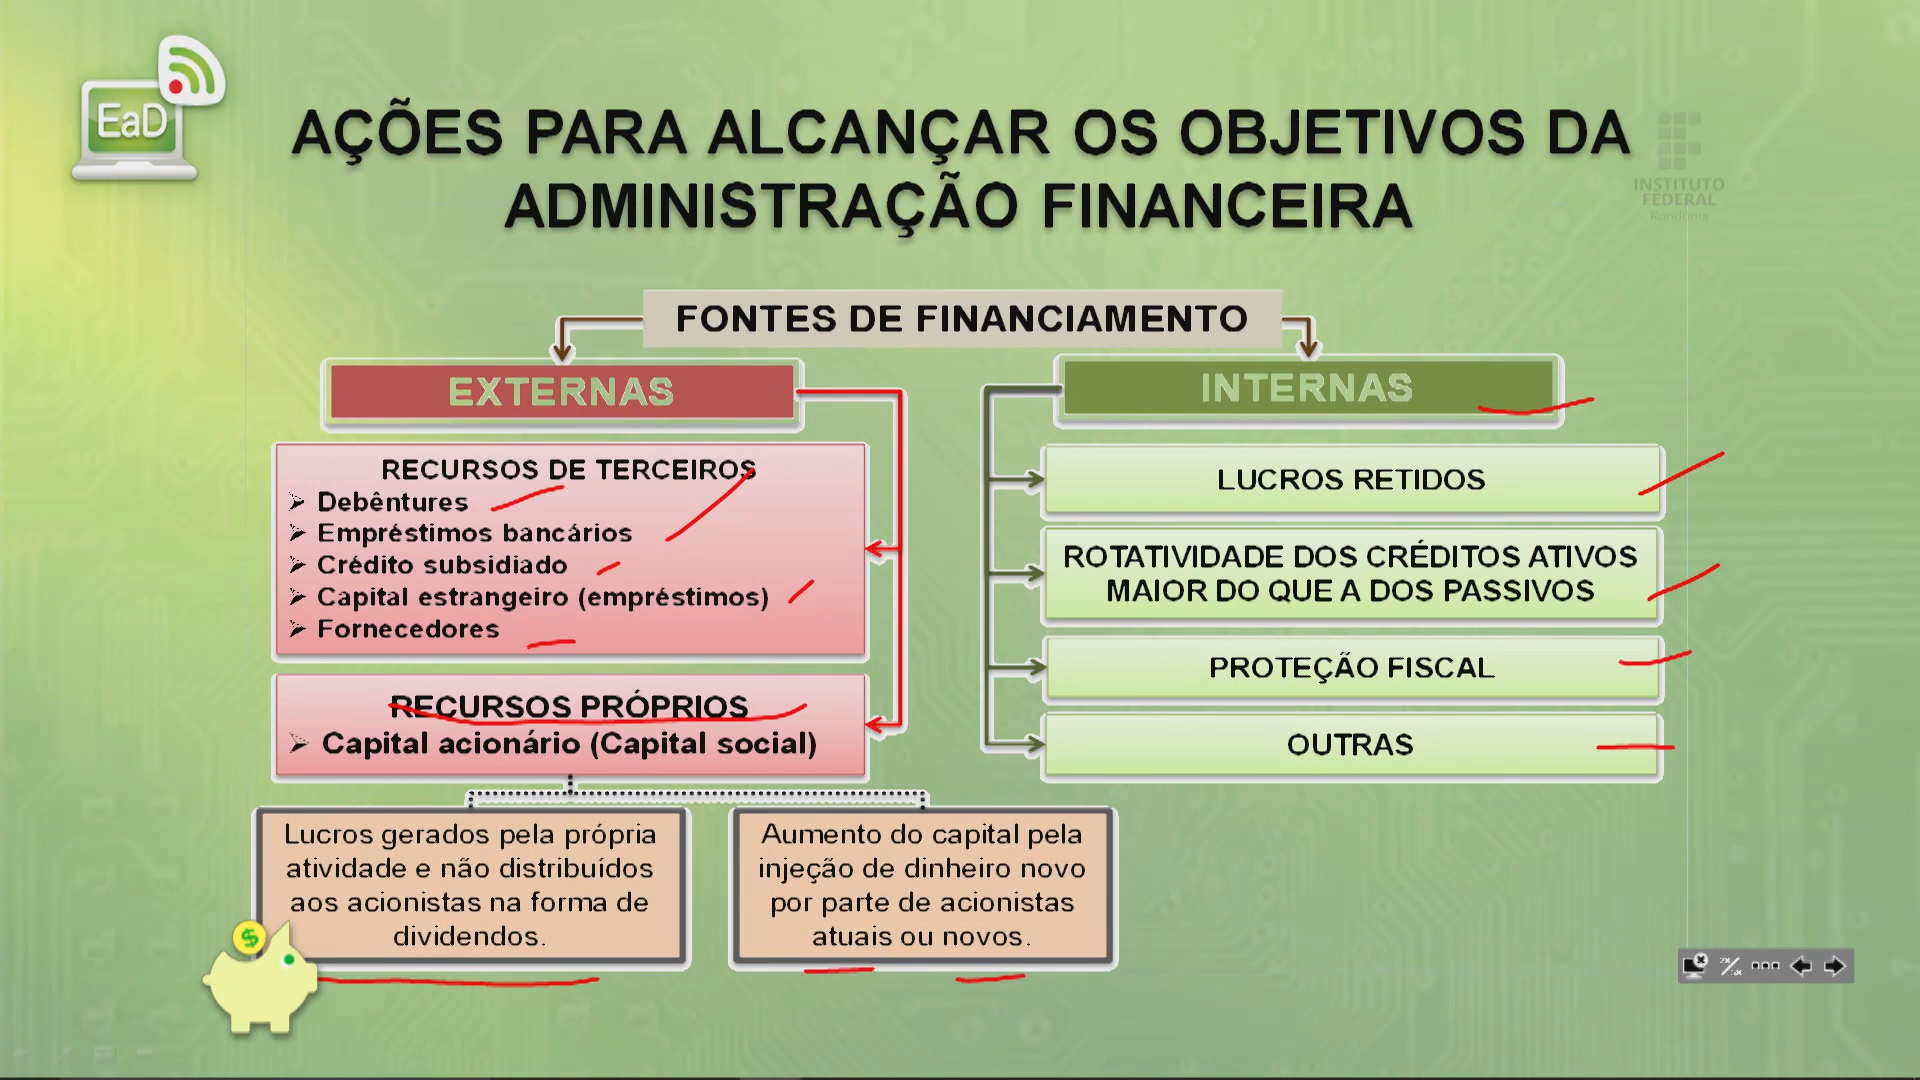 EaD
AÇÕES PARA ALCANÇAR OS OBJETIVOS DA
ADMINISTRAÇÃO FINANCEIRA
INSTITUTO
FEDERAL
Rondônia
FONTES DE FINANCIAMENTO
EXTERNAS
RECURSOS DE TERCEIROS
Debêntures
Empréstimos bancários
Crédito subsidiado
Capital estrangeiro (empréstimos)
Fornecedores
RECURSOS PRÓPRIOS
Capital acionário (Capital social)
Lucros gerados pela própria
atividade e não distribuídos
aos acionistas na forma de
dividendos.
Aumento do capital pela
injeção de dinheiro novo
por parte de acionistas
atuais ou novos.
INTERNAS
LUCROS RETIDOS
ROTATIVIDADE DOS CRÉDITOS ATIVOS
MAIOR DO QUE A DOS PASSIVOS
PROTEÇÃO FISCAL
OUTRAS
$